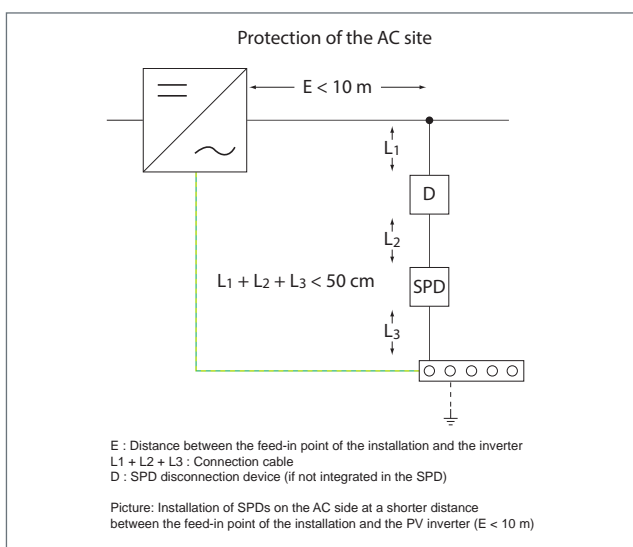 Protection of the AC site
E < 10 m
L1
D
L2
L1 + L2 + L3 < 50 cm
SPD
L3
E : Distance between the feed-in point of the installation and the inverter
L1 + L2 + L3 : Connection cable
D : SPD disconnection device (if not integrated in the SPD)
Picture: Installation of SPDs on the AC side at a shorter distance
between the feed-in point of the installation and the PV inverter (E < 10 m)